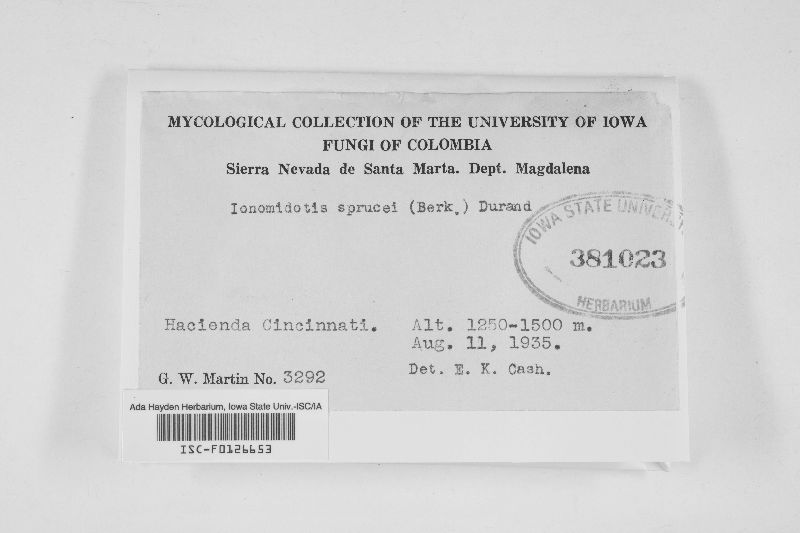 MYCOLOGICAL COLLECTION OF THE UNIVERSITY OF IOWA
FUNGI OF COLOMBIA
Sierra Nevada de Santa Marta. Dept. Magdalena
Ionomidotis sprucei (Berk.) Durand
IOWA STATE UNIVERS
381023
HERBARIUM
Hacienda Cincinnati.
Alt. 1250-1500 m.
Aug. 11, 1935.
G. W. Martin No. 3292
Det. E. K. Cash.
Ada Hayden Herbarium, Iowa State Univ.-ISC/IA
ISC-F0126653